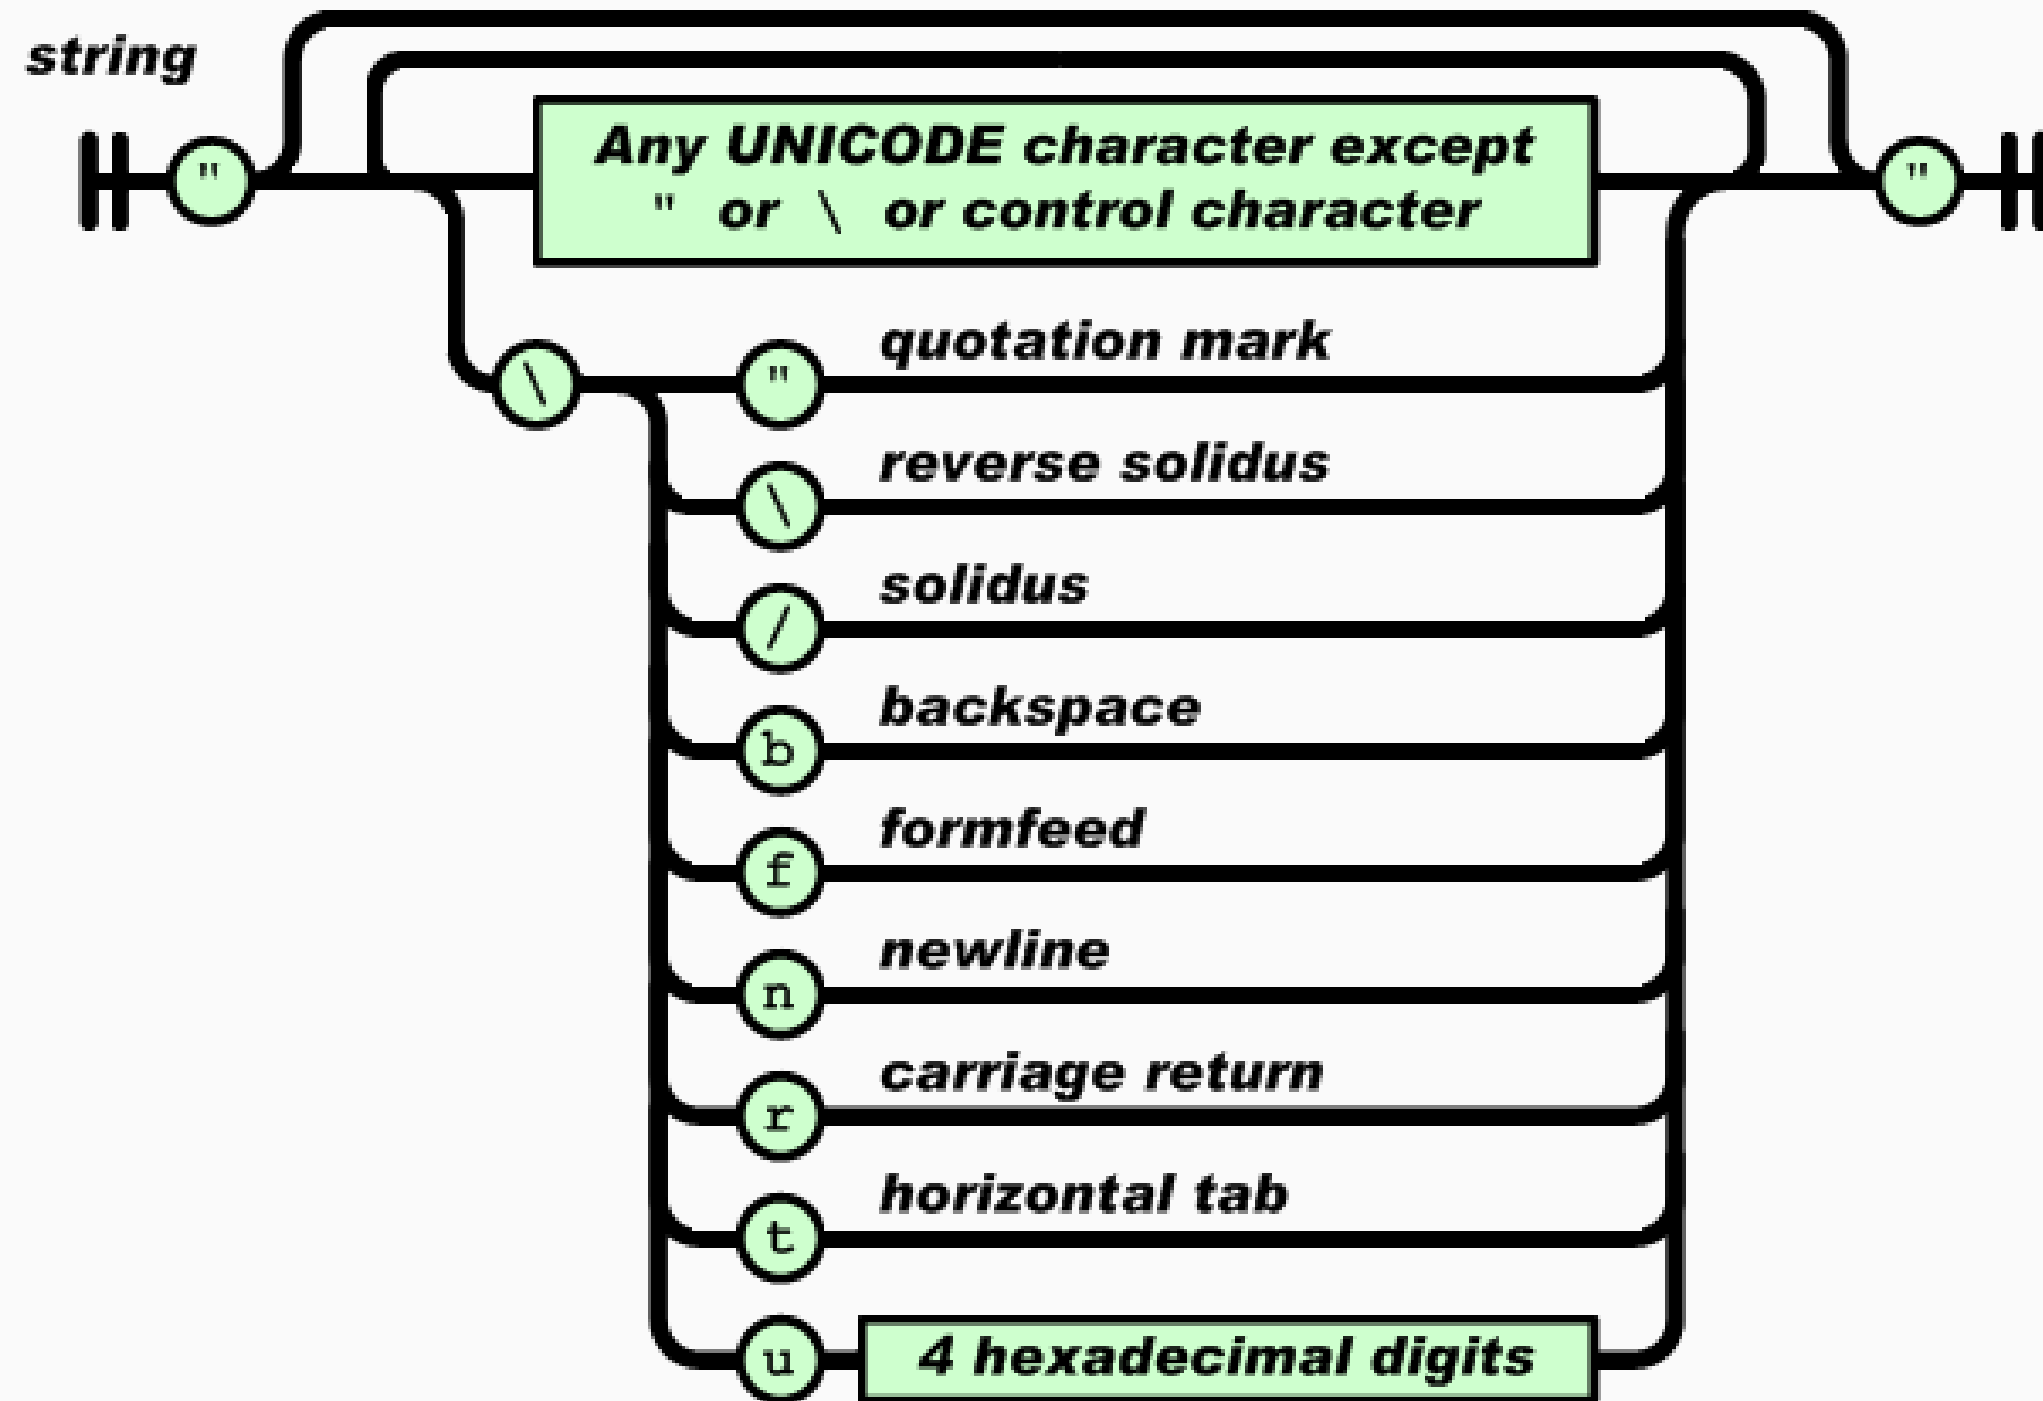 string
" Any UNICODE character except "
" or \ or control character
quotation mark
\ "
reverse solidus
\
solidus
/
backspace
b
formfeed
f
newline
n
carriage return
r
horizontal tab
t
u 4 hexadecimal digits